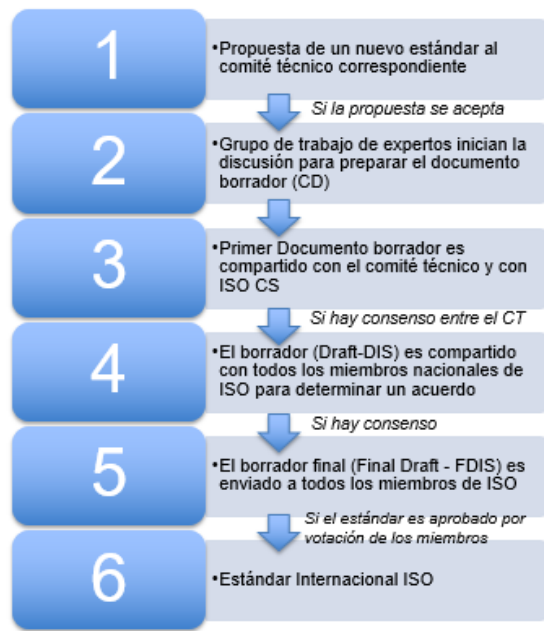 1
•Propuesta de un nuevo estándar al
comité técnico correspondiente
Si la propuesta se acepta
2
•Grupo de trabajo de expertos inician la
discusión para preparar el documento
borrador (CD)
3
•Primer Documento borrador es
compartido con el comité técnico y con
ISO CS
Si hay consenso entre el CT
4
•El borrador (Draft-DIS) es compartido
con todos los miembros nacionales de
ISO para determinar un acuerdo
Si hay consenso
5
•El borrador final (Final Draft - FDIS) es
enviado a todos los miembros de ISO
Si el estándar es aprobado por
votación de los miembros
6
•Estándar Internacional ISO